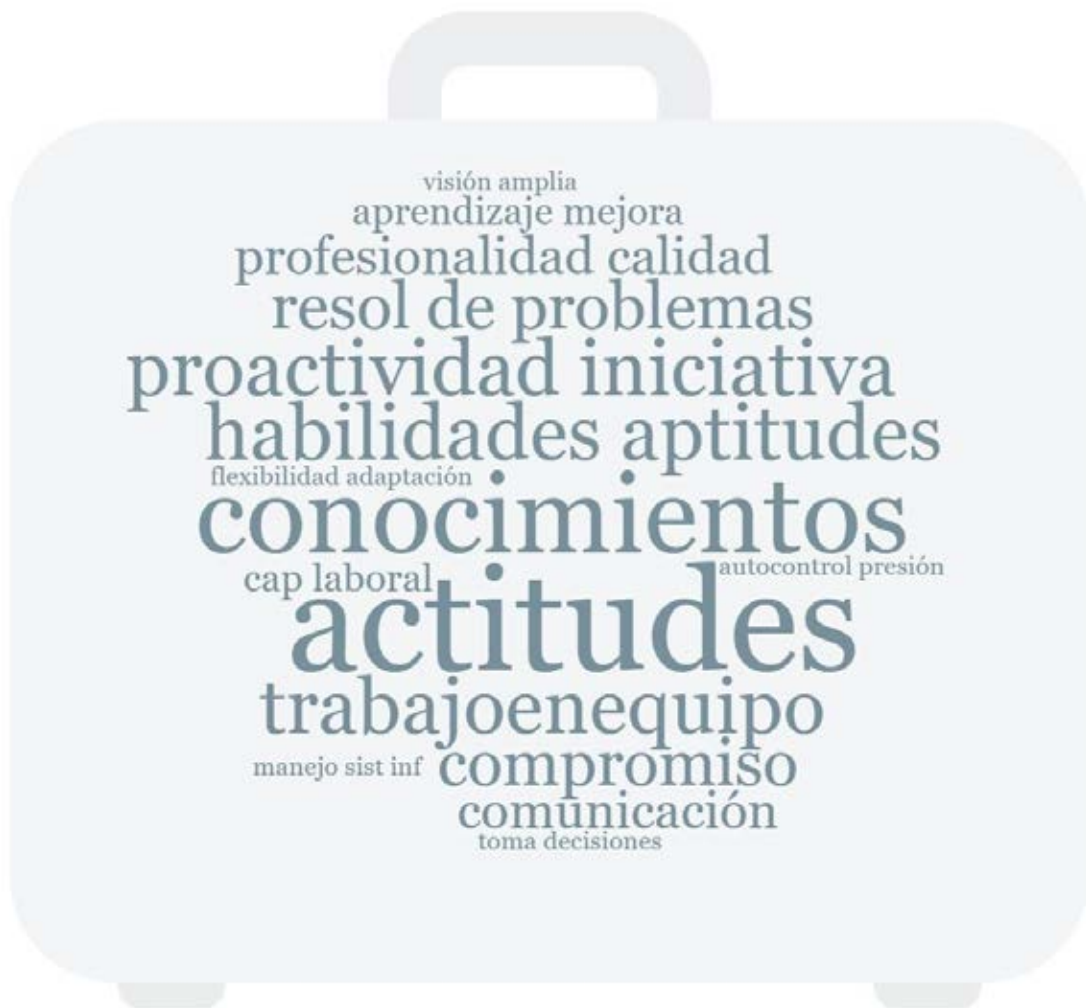 visión amplia
aprendizaje mejora
profesionalidad calidad
resol de problemas
proactividad iniciativa
habilidades aptitudes
flexibilidad adaptación
conocimientos
autocontrol presión
cap laboral
actitudes
trabajoenequipo
manejo sist inf
compromiso
comunicación
toma decisiones